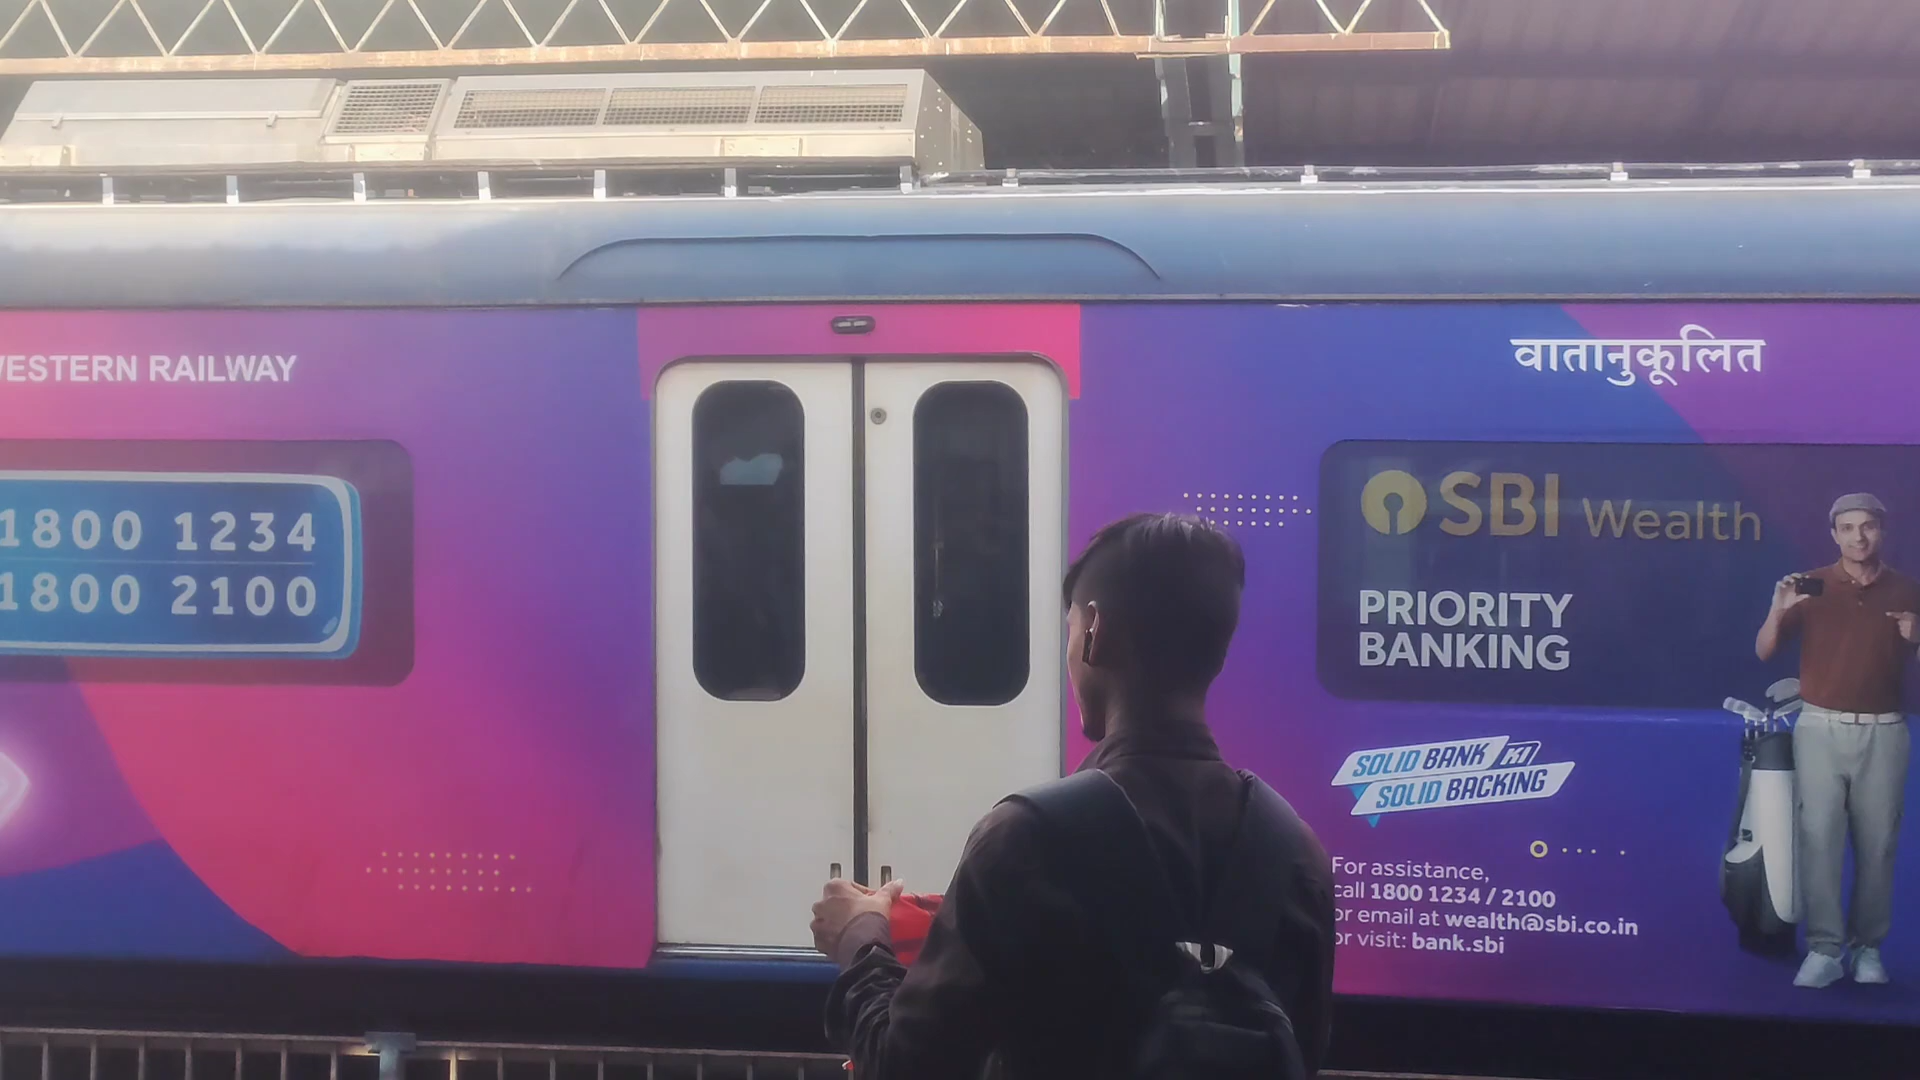 WESTERN RAILWAY
वातानुकूलित
1800 1234
1800 2100
SBI Wealth
PRIORITY
BANKING
SOLID BANK KI
SOLID BACKING
For assistance,
call 1800 1234 / 2100
or email at wealth@sbi.co.in
or visit: bank.sbi